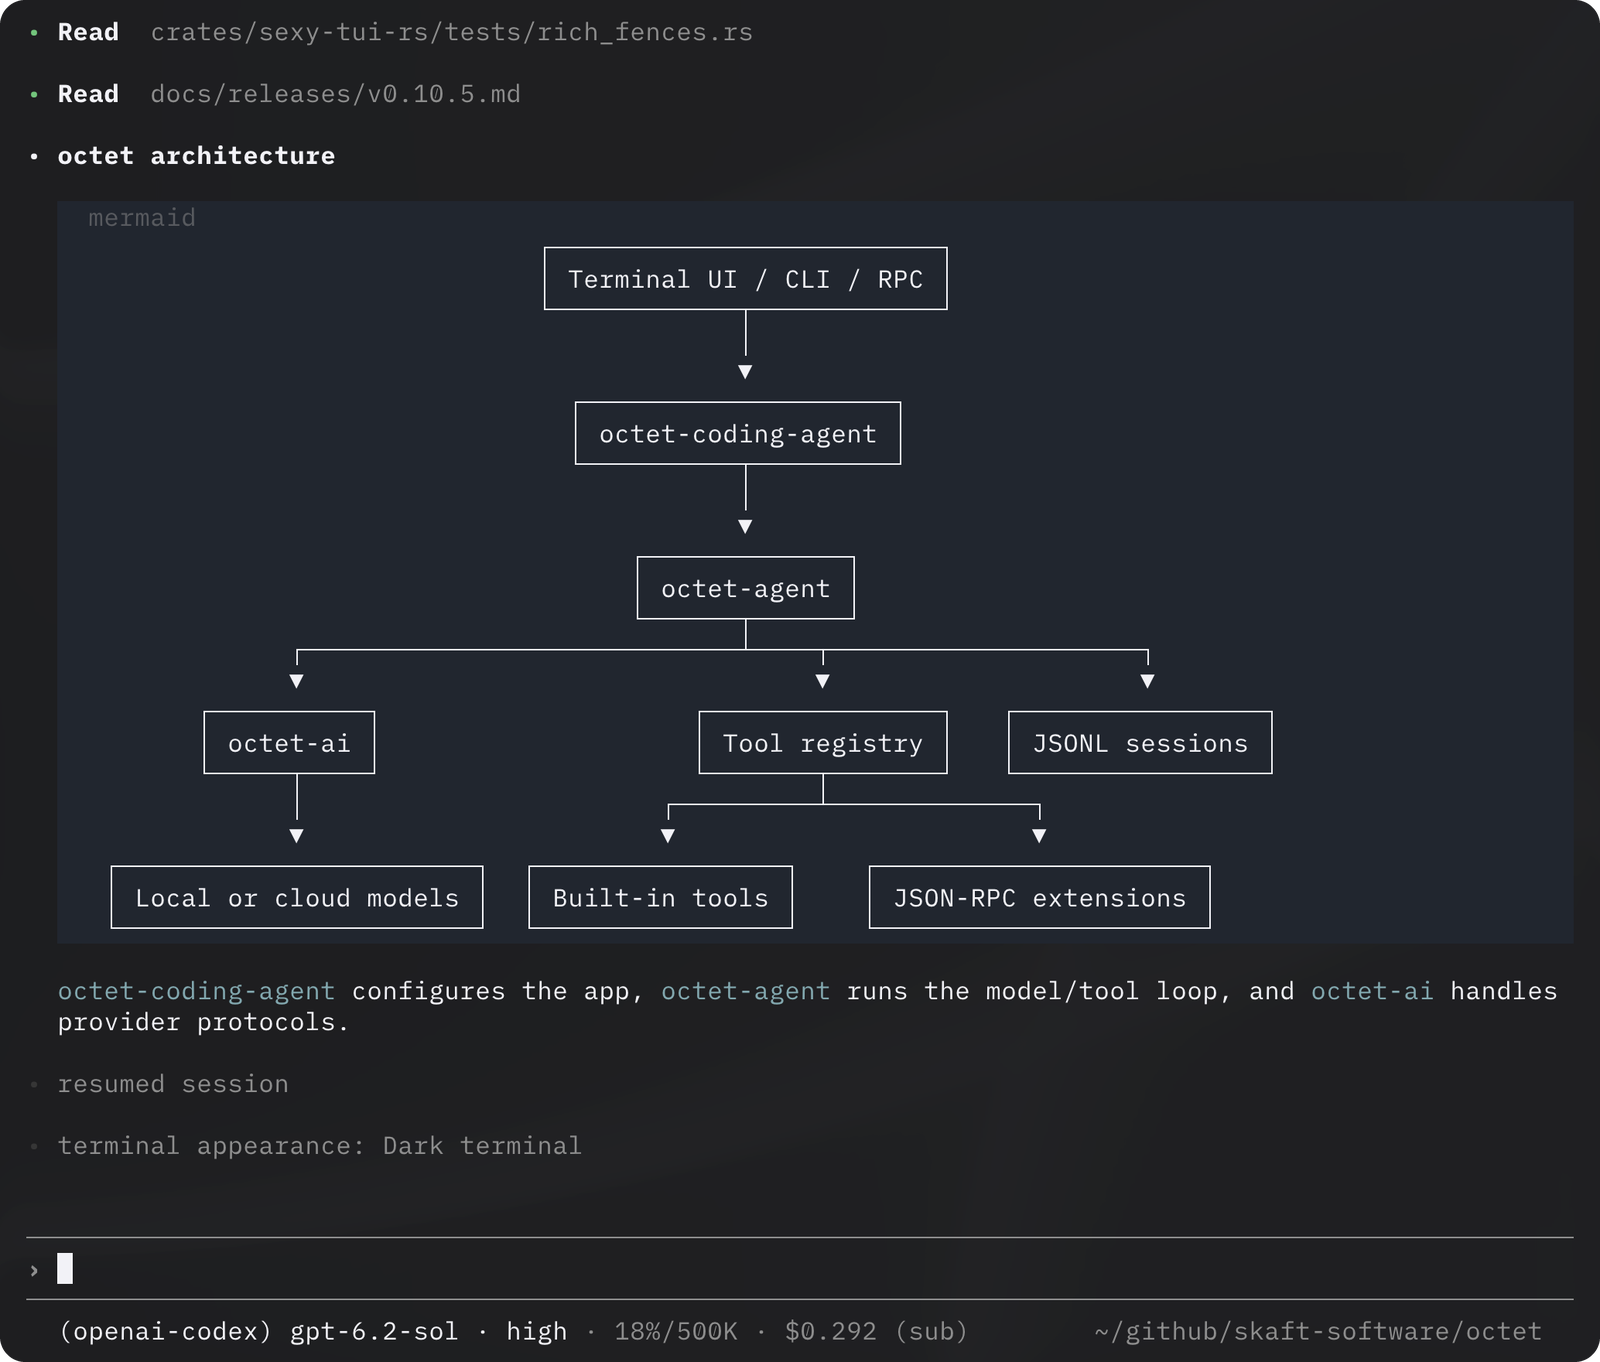 • Read crates/sexy-tui-rs/tests/rich_fences.rs
• Read docs/releases/v0.10.5.md
• octet architecture
mermaid
Terminal UI / CLI / RPC
octet-coding-agent
octet-agent
octet-ai Tool registry JSONL sessions
Local or cloud models Built-in tools JSON-RPC extensions
octet-coding-agent configures the app, octet-agent runs the model/tool loop, and octet-ai handles
provider protocols.
• resumed session
• terminal appearance: Dark terminal
›
(openai-codex) gpt-6.2-sol · high · 18%/500K · $0.292 (sub) ~/github/skaft-software/octet